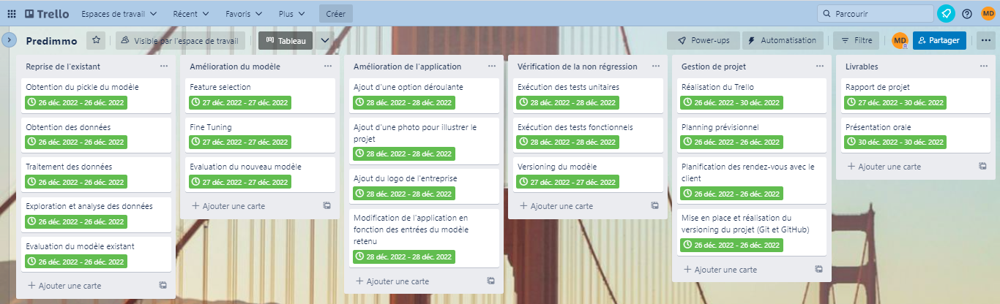 Trello
Espaces de travail
Récent
Favoris
Plus
Créer
Parcourir
MD
Predimmo
Visible par l'espace de travail
Tableau
Power-ups
Automatisation
Filtre
MD
Partager
Reprise de l'existant
Obtention du pickle du modèle
26 déc. 2022 - 26 déc. 2022
Obtention des données
26 déc. 2022 - 26 déc. 2022
Traitement des données
26 déc. 2022 - 26 déc. 2022
Exploration et analyse des données
26 déc. 2022 - 26 déc. 2022
Evaluation du modèle existant
26 déc. 2022 - 26 déc. 2022
+ Ajouter une carte
Amélioration du modèle
Feature selection
27 déc. 2022 - 27 déc. 2022
Fine Tuning
27 déc. 2022 - 27 déc. 2022
Evaluation du nouveau modèle
27 déc. 2022 - 27 déc. 2022
+ Ajouter une carte
Amélioration de l'application
Ajout d'une option déroulante
28 déc. 2022 - 28 déc. 2022
Ajout d'une photo pour illustrer le
projet
28 déc. 2022 - 28 déc. 2022
Ajout du logo de l'entreprise
28 déc. 2022 - 28 déc. 2022
Modification de l'application en
fonction des entrées du modèle
retenu
28 déc. 2022 - 28 déc. 2022
+ Ajouter une carte
Vérification de la non régression
Exécution des tests unitaires
28 déc. 2022 - 28 déc. 2022
Exécution des tests fonctionnels
28 déc. 2022 - 28 déc. 2022
Versioning du modèle
27 déc. 2022 - 27 déc. 2022
+ Ajouter une carte
Gestion de projet
Réalisation du Trello
26 déc. 2022 - 30 déc. 2022
Planning prévisionnel
26 déc. 2022 - 26 déc. 2022
Planification des rendez-vous avec le
client
26 déc. 2022 - 26 déc. 2022
Mise en place et réalisation du
versioning du projet (Git et GitHub)
26 déc. 2022 - 26 déc. 2022
+ Ajouter une carte
Livrables
Rapport de projet
27 déc. 2022 - 30 déc. 2022
Présentation orale
30 déc. 2022 - 30 déc. 2022
+ Ajouter une carte